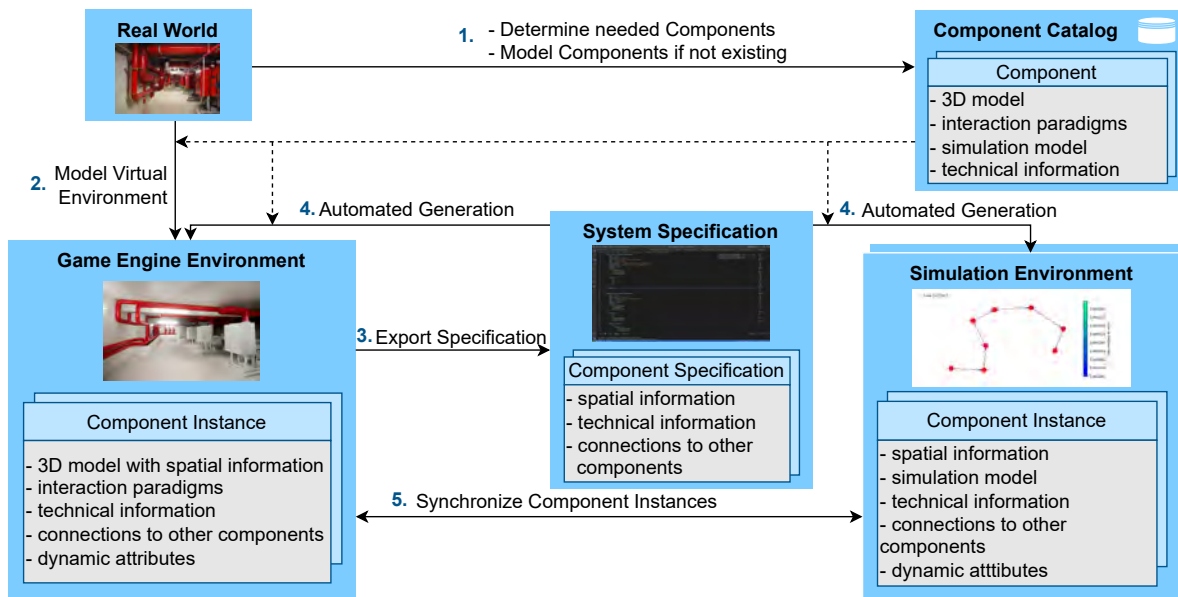 Real World
1.
- Determine needed Components
- Model Components if not existing
Component Catalog
Component
- 3D model
- interaction paradigms
- simulation model
- technical information
2.
Model Virtual
Environment
4. Automated Generation
4. Automated Generation
Game Engine Environment
System Specification
Simulation Environment
3. Export Specification
Component Instance
- 3D model with spatial information
- interaction paradigms
- technical information
- connections to other components
- dynamic attributes
Component Specification
- spatial information
- technical information
- connections to other
components
Component Instance
- spatial information
- simulation model
- technical information
- connections to other
components
- dynamic atttibutes
5. Synchronize Component Instances